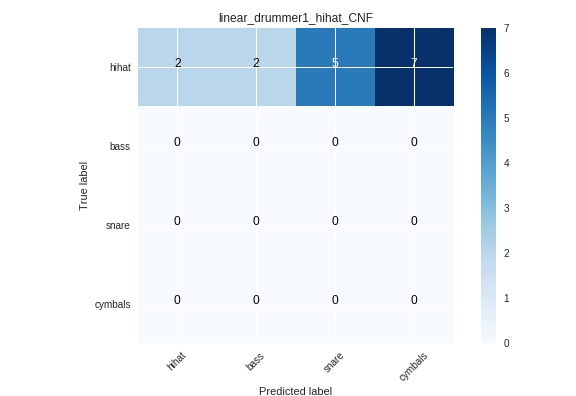 linear_drummer1_hihat_CNF
hihat 2 2 5 7
bass 0 0 0 0
snare 0 0 0 0
cymbals 0 0 0 0
hihat bass snare cymbals
True label
Predicted label
7
6
5
4
3
2
1
0